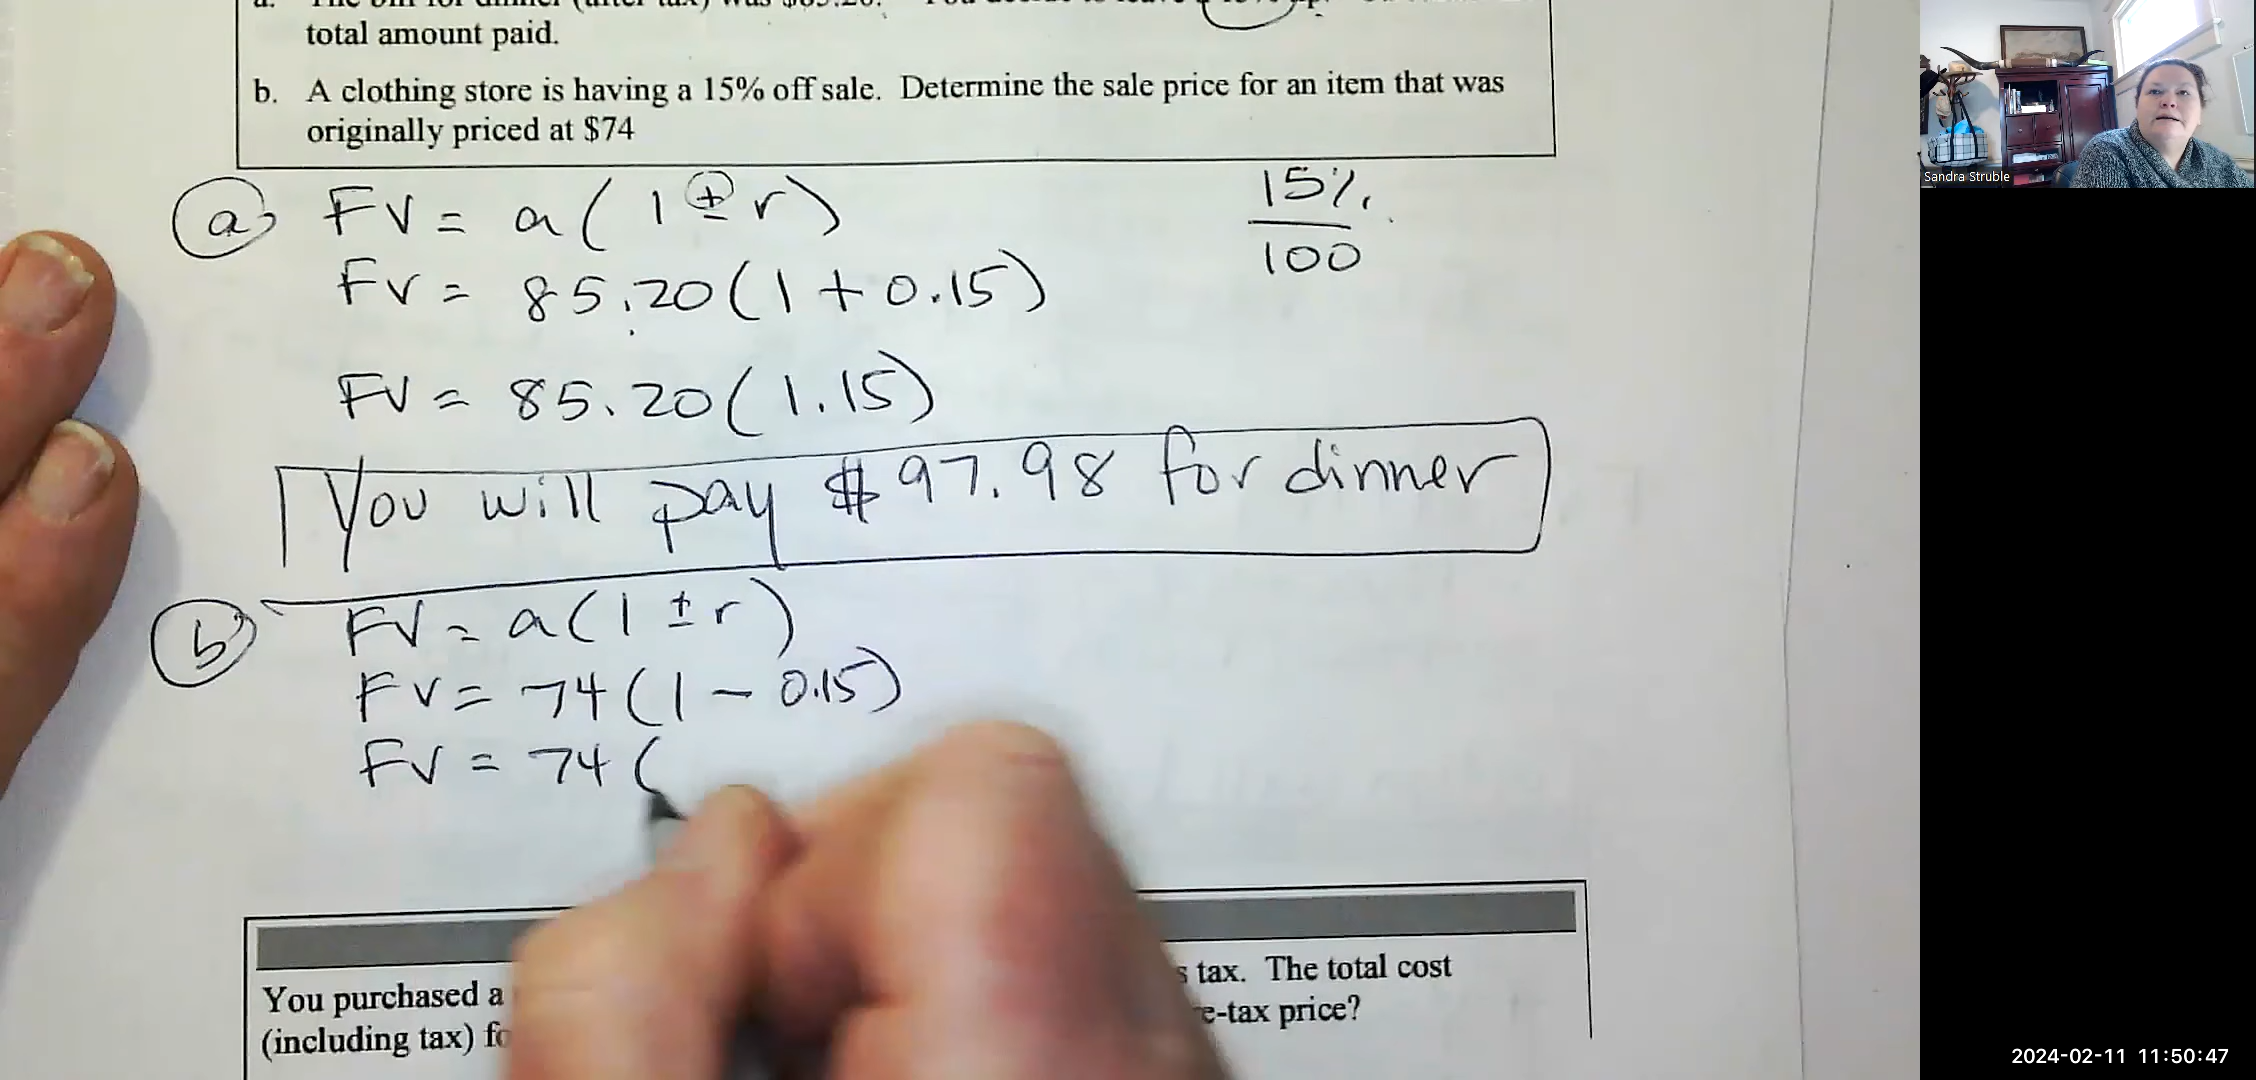 total amount paid.
b. A clothing store is having a 15% off sale. Determine the sale price for an item that was
originally priced at $74
a) FV = a(1 ± r)
15%
100
FV = 85.20(1 + 0.15)
FV = 85.20(1.15)
You will pay $97.98 for dinner
b) FV = a(1 ± r)
FV = 74(1 - 0.15)
FV = 74(
You purchased a s tax. The total cost
(including tax) e-tax price?
Sandra Struble
2024-02-11 11:50:47